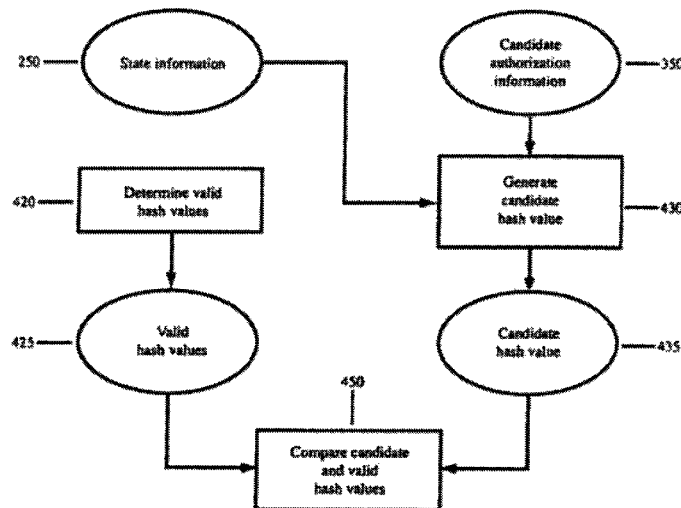 250
State information
Candidate
authorization
information
350
420
Determine valid
hash values
Generate
candidate
hash value
430
425
Valid
hash values
Candidate
hash value
435
450
Compare candidate
and valid
hash values